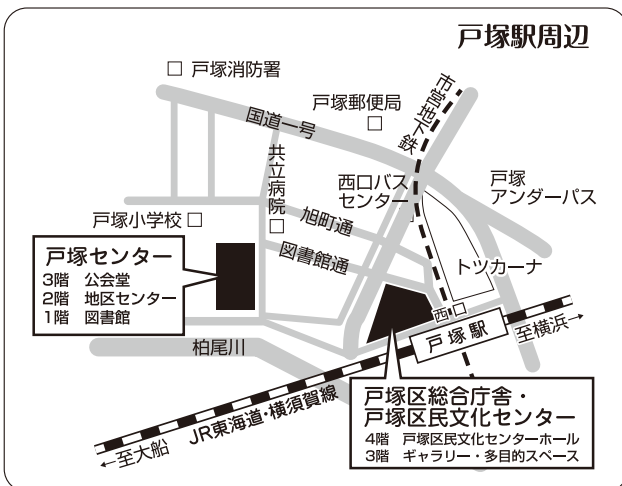 戸塚駅周辺
□ 戸塚消防署
戸塚郵便局
□
国道一号
市営地下鉄
共立病院
□
西口バス
センター
戸塚
アンダーパス
戸塚小学校 □
旭町通
図書館通
トツカーナ
戸塚センター
3階 公会堂
2階 地区センター
1階 図書館
西口
戸塚駅
至横浜→
柏尾川
JR東海道・横須賀線
←至大船
戸塚区総合庁舎・
戸塚区民文化センター
4階 戸塚区民文化センターホール
3階 ギャラリー・多目的スペース